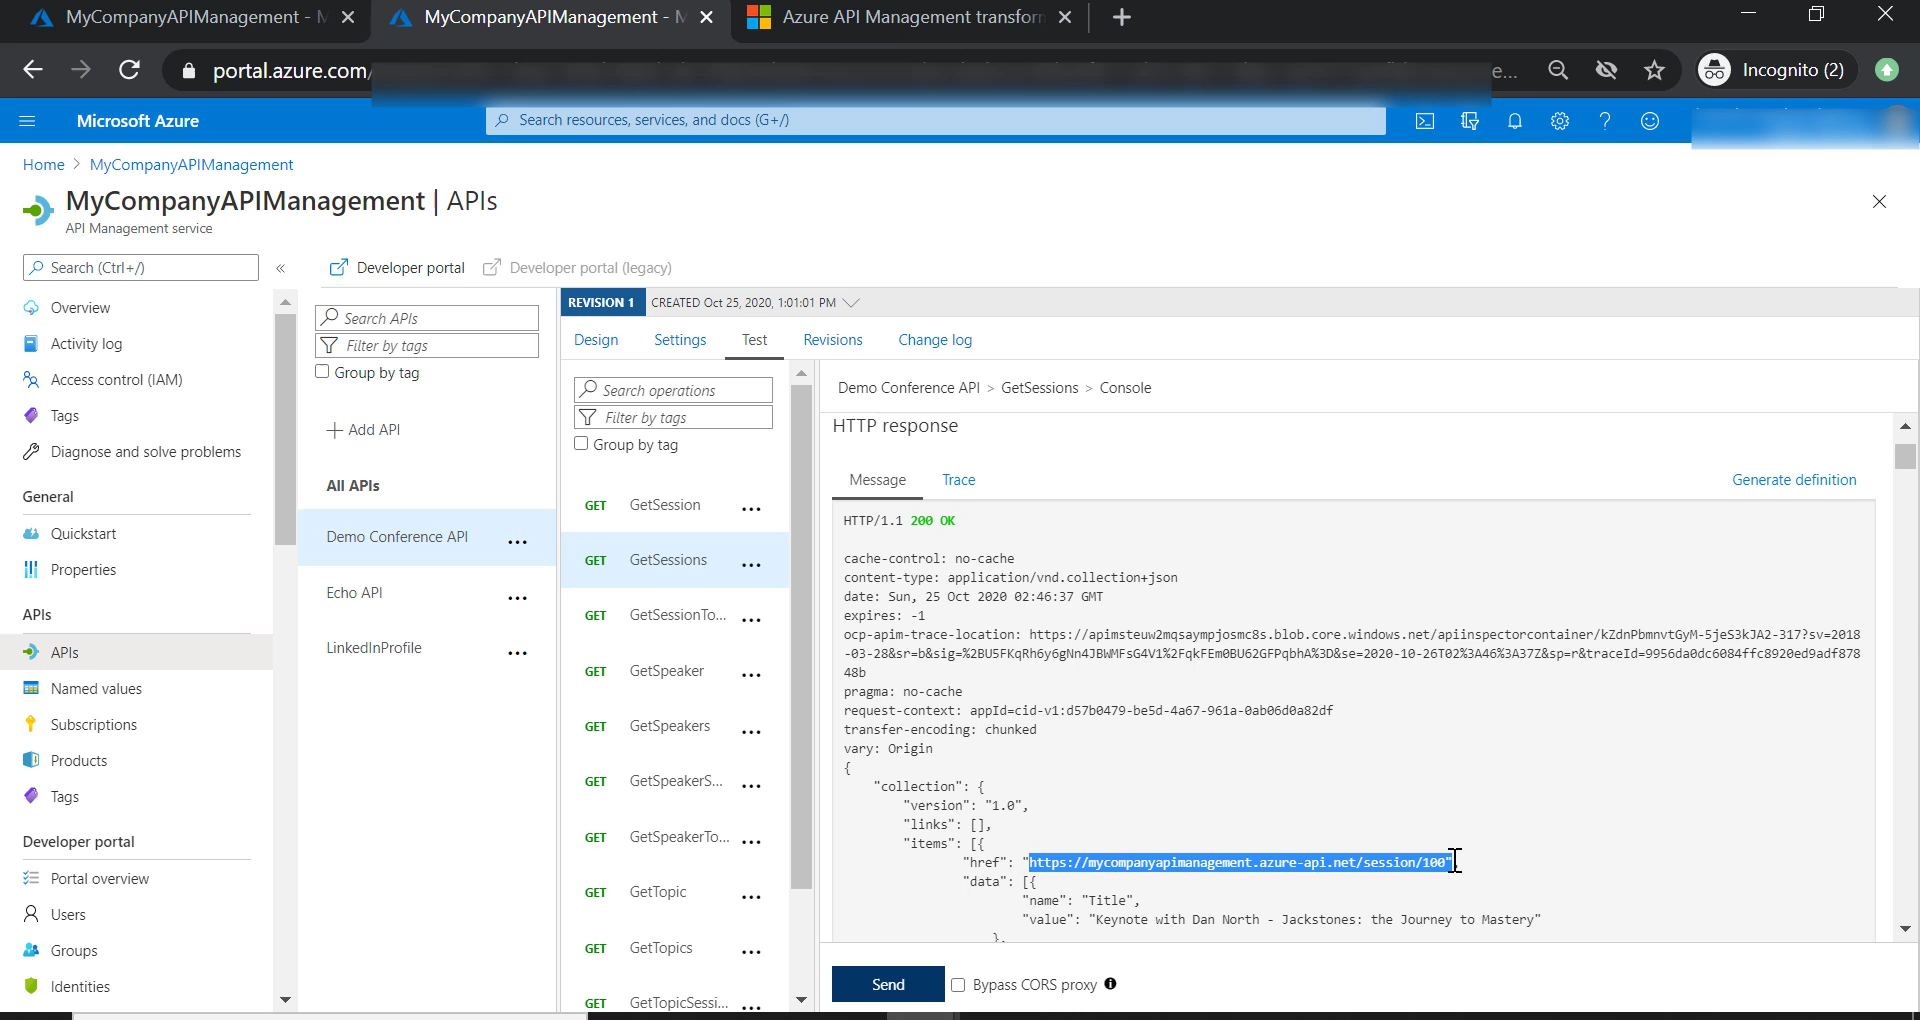 MyCompanyAPIManagement - M
MyCompanyAPIManagement - M
Azure API Management transform
portal.azure.com/
e...
Incognito (2)
Microsoft Azure
Search resources, services, and docs (G+/)
Home > MyCompanyAPIManagement
MyCompanyAPIManagement | APIs
API Management service
Search (Ctrl+/)
«
Overview
Activity log
Access control (IAM)
Tags
Diagnose and solve problems
General
Quickstart
Properties
APIs
APIs
Named values
Subscriptions
Products
Tags
Developer portal
Portal overview
Users
Groups
Identities
Developer portal
Developer portal (legacy)
Search APIs
Filter by tags
Group by tag
+ Add API
All APIs
Demo Conference API ...
Echo API ...
LinkedInProfile ...
REVISION 1 CREATED Oct 25, 2020, 1:01:01 PM
Design Settings Test Revisions Change log
Search operations
Filter by tags
Group by tag
GET GetSession ...
GET GetSessions ...
GET GetSessionTo... ...
GET GetSpeaker ...
GET GetSpeakers ...
GET GetSpeakerS... ...
GET GetSpeakerTo... ...
GET GetTopic ...
GET GetTopics ...
GET GetTopicSessi... ...
Demo Conference API > GetSessions > Console
HTTP response
Message Trace Generate definition
HTTP/1.1 200 OK
cache-control: no-cache
content-type: application/vnd.collection+json
date: Sun, 25 Oct 2020 02:46:37 GMT
expires: -1
ocp-apim-trace-location: https://apimsteuw2mqsaympjosmc8s.blob.core.windows.net/apiinspectorcontainer/kZdnPbmnvtGyM-5jeS3kJA2-317?sv=2018
-03-28&sr=b&sig=%2BU5FKqRh6y6gNn4JBWMFsG4V1%2FqkFEm0BU62GFPqbhA%3D&se=2020-10-26T02%3A46%3A37Z&sp=r&traceId=9956da0dc6084ffc8920ed9adf878
48b
pragma: no-cache
request-context: appId=cid-v1:d57b0479-be5d-4a67-961a-0ab06d0a82df
transfer-encoding: chunked
vary: Origin
{
"collection": {
"version": "1.0",
"links": [],
"items": [{
"href": "https://mycompanyapimanagement.azure-api.net/session/100",
"data": [{
"name": "Title",
"value": "Keynote with Dan North - Jackstones: the Journey to Mastery"
},
Send
Bypass CORS proxy